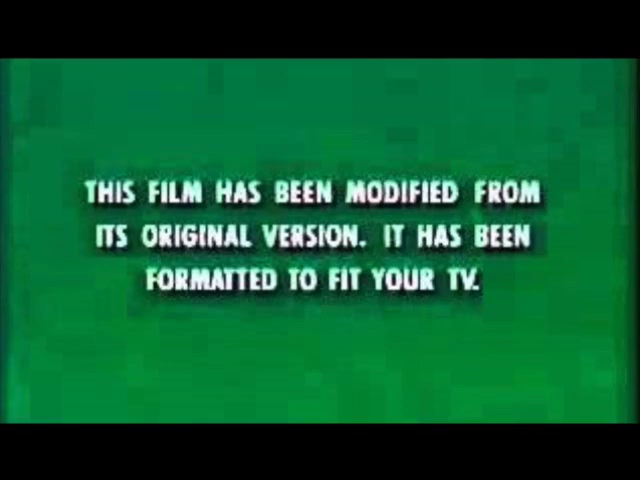 THIS FILM HAS BEEN MODIFIED FROM
ITS ORIGINAL VERSION. IT HAS BEEN
FORMATTED TO FIT YOUR TV.